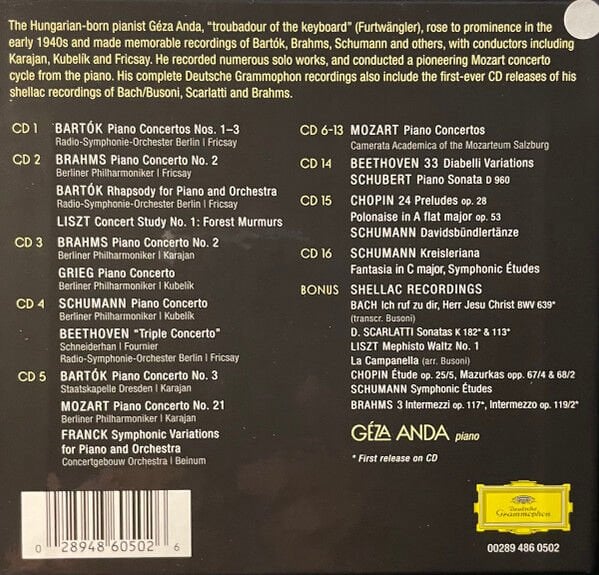 The Hungarian-born pianist Géza Anda, “troubadour of the keyboard” (Furtwängler), rose to prominence in the
early 1940s and made memorable recordings of Bartók, Brahms, Schumann and others, with conductors including
Karajan, Kubelík and Fricsay. He recorded numerous solo works, and conducted a pioneering Mozart concerto
cycle from the piano. His complete Deutsche Grammophon recordings also include the first-ever CD releases of his
shellac recordings of Bach/Busoni, Scarlatti and Brahms.
CD 1 BARTÓK Piano Concertos Nos. 1–3
Radio-Symphonie-Orchester Berlin | Fricsay
CD 2 BRAHMS Piano Concerto No. 2
Berliner Philharmoniker | Fricsay
BARTÓK Rhapsody for Piano and Orchestra
Radio-Symphonie-Orchester Berlin | Fricsay
LISZT Concert Study No. 1: Forest Murmurs
CD 3 BRAHMS Piano Concerto No. 2
Berliner Philharmoniker | Karajan
GRIEG Piano Concerto
Berliner Philharmoniker | Kubelík
CD 4 SCHUMANN Piano Concerto
Berliner Philharmoniker | Kubelík
BEETHOVEN “Triple Concerto”
Schneiderhan | Fournier
Radio-Symphonie-Orchester Berlin | Fricsay
CD 5 BARTÓK Piano Concerto No. 3
Staatskapelle Dresden | Karajan
MOZART Piano Concerto No. 21
Berliner Philharmoniker | Karajan
FRANCK Symphonic Variations
for Piano and Orchestra
Concertgebouw Orchestra | Beinum
CD 6-13 MOZART Piano Concertos
Camerata Academica of the Mozarteum Salzburg
CD 14 BEETHOVEN 33 Diabelli Variations
SCHUBERT Piano Sonata D 960
CD 15 CHOPIN 24 Preludes op. 28
Polonaise in A flat major op. 53
SCHUMANN Davidsbündlertänze
CD 16 SCHUMANN Kreisleriana
Fantasia in C major, Symphonic Études
BONUS SHELLAC RECORDINGS
BACH Ich ruf zu dir, Herr Jesu Christ BWV 639*
(transcr. Busoni)
D. SCARLATTI Sonatas K 182* & 113*
LISZT Mephisto Waltz No. 1
La Campanella (arr. Busoni)
CHOPIN Étude op. 25/5, Mazurkas opp. 67/4 & 68/2
SCHUMANN Symphonic Études
BRAHMS 3 Intermezzi op. 117*, Intermezzo op. 119/2*
GÉZA ANDA piano
* First release on CD
0 28948 60502 6
Deutsche
Grammophon
00289 486 0502